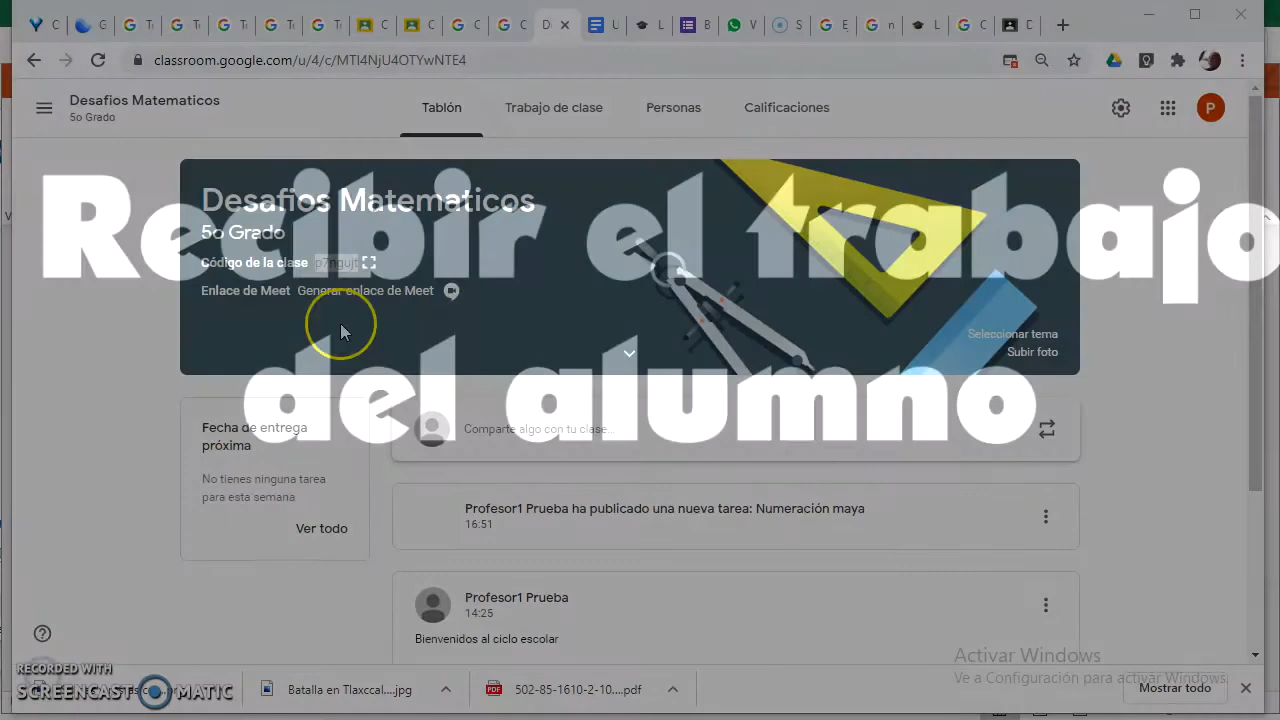 classroom.google.com/u/4/c/MTI4NjU4OTYwNTE4
Desafios Matematicos
5o Grado
Tablón
Trabajo de clase
Personas
Calificaciones
P
Recibir el trabajo
del alumno
Desafios Matematicos
5o Grado
Código de la clase
Enlace de Meet Generar enlace de Meet
Seleccionar tema
Subir foto
Fecha de entrega
próxima
No tienes ninguna tarea
para esta semana
Ver todo
Comparte algo con tu clase...
Profesor1 Prueba ha publicado una nueva tarea: Numeración maya
16:51
Profesor1 Prueba
14:25
Bienvenidos al ciclo escolar
Activar Windows
Ve a Configuración para activar Windows.
RECORDED WITH
SCREENCAST-O-MATIC
Batalla en Tlaxccal....jpg
502-85-1610-2-10....pdf
Mostrar todo